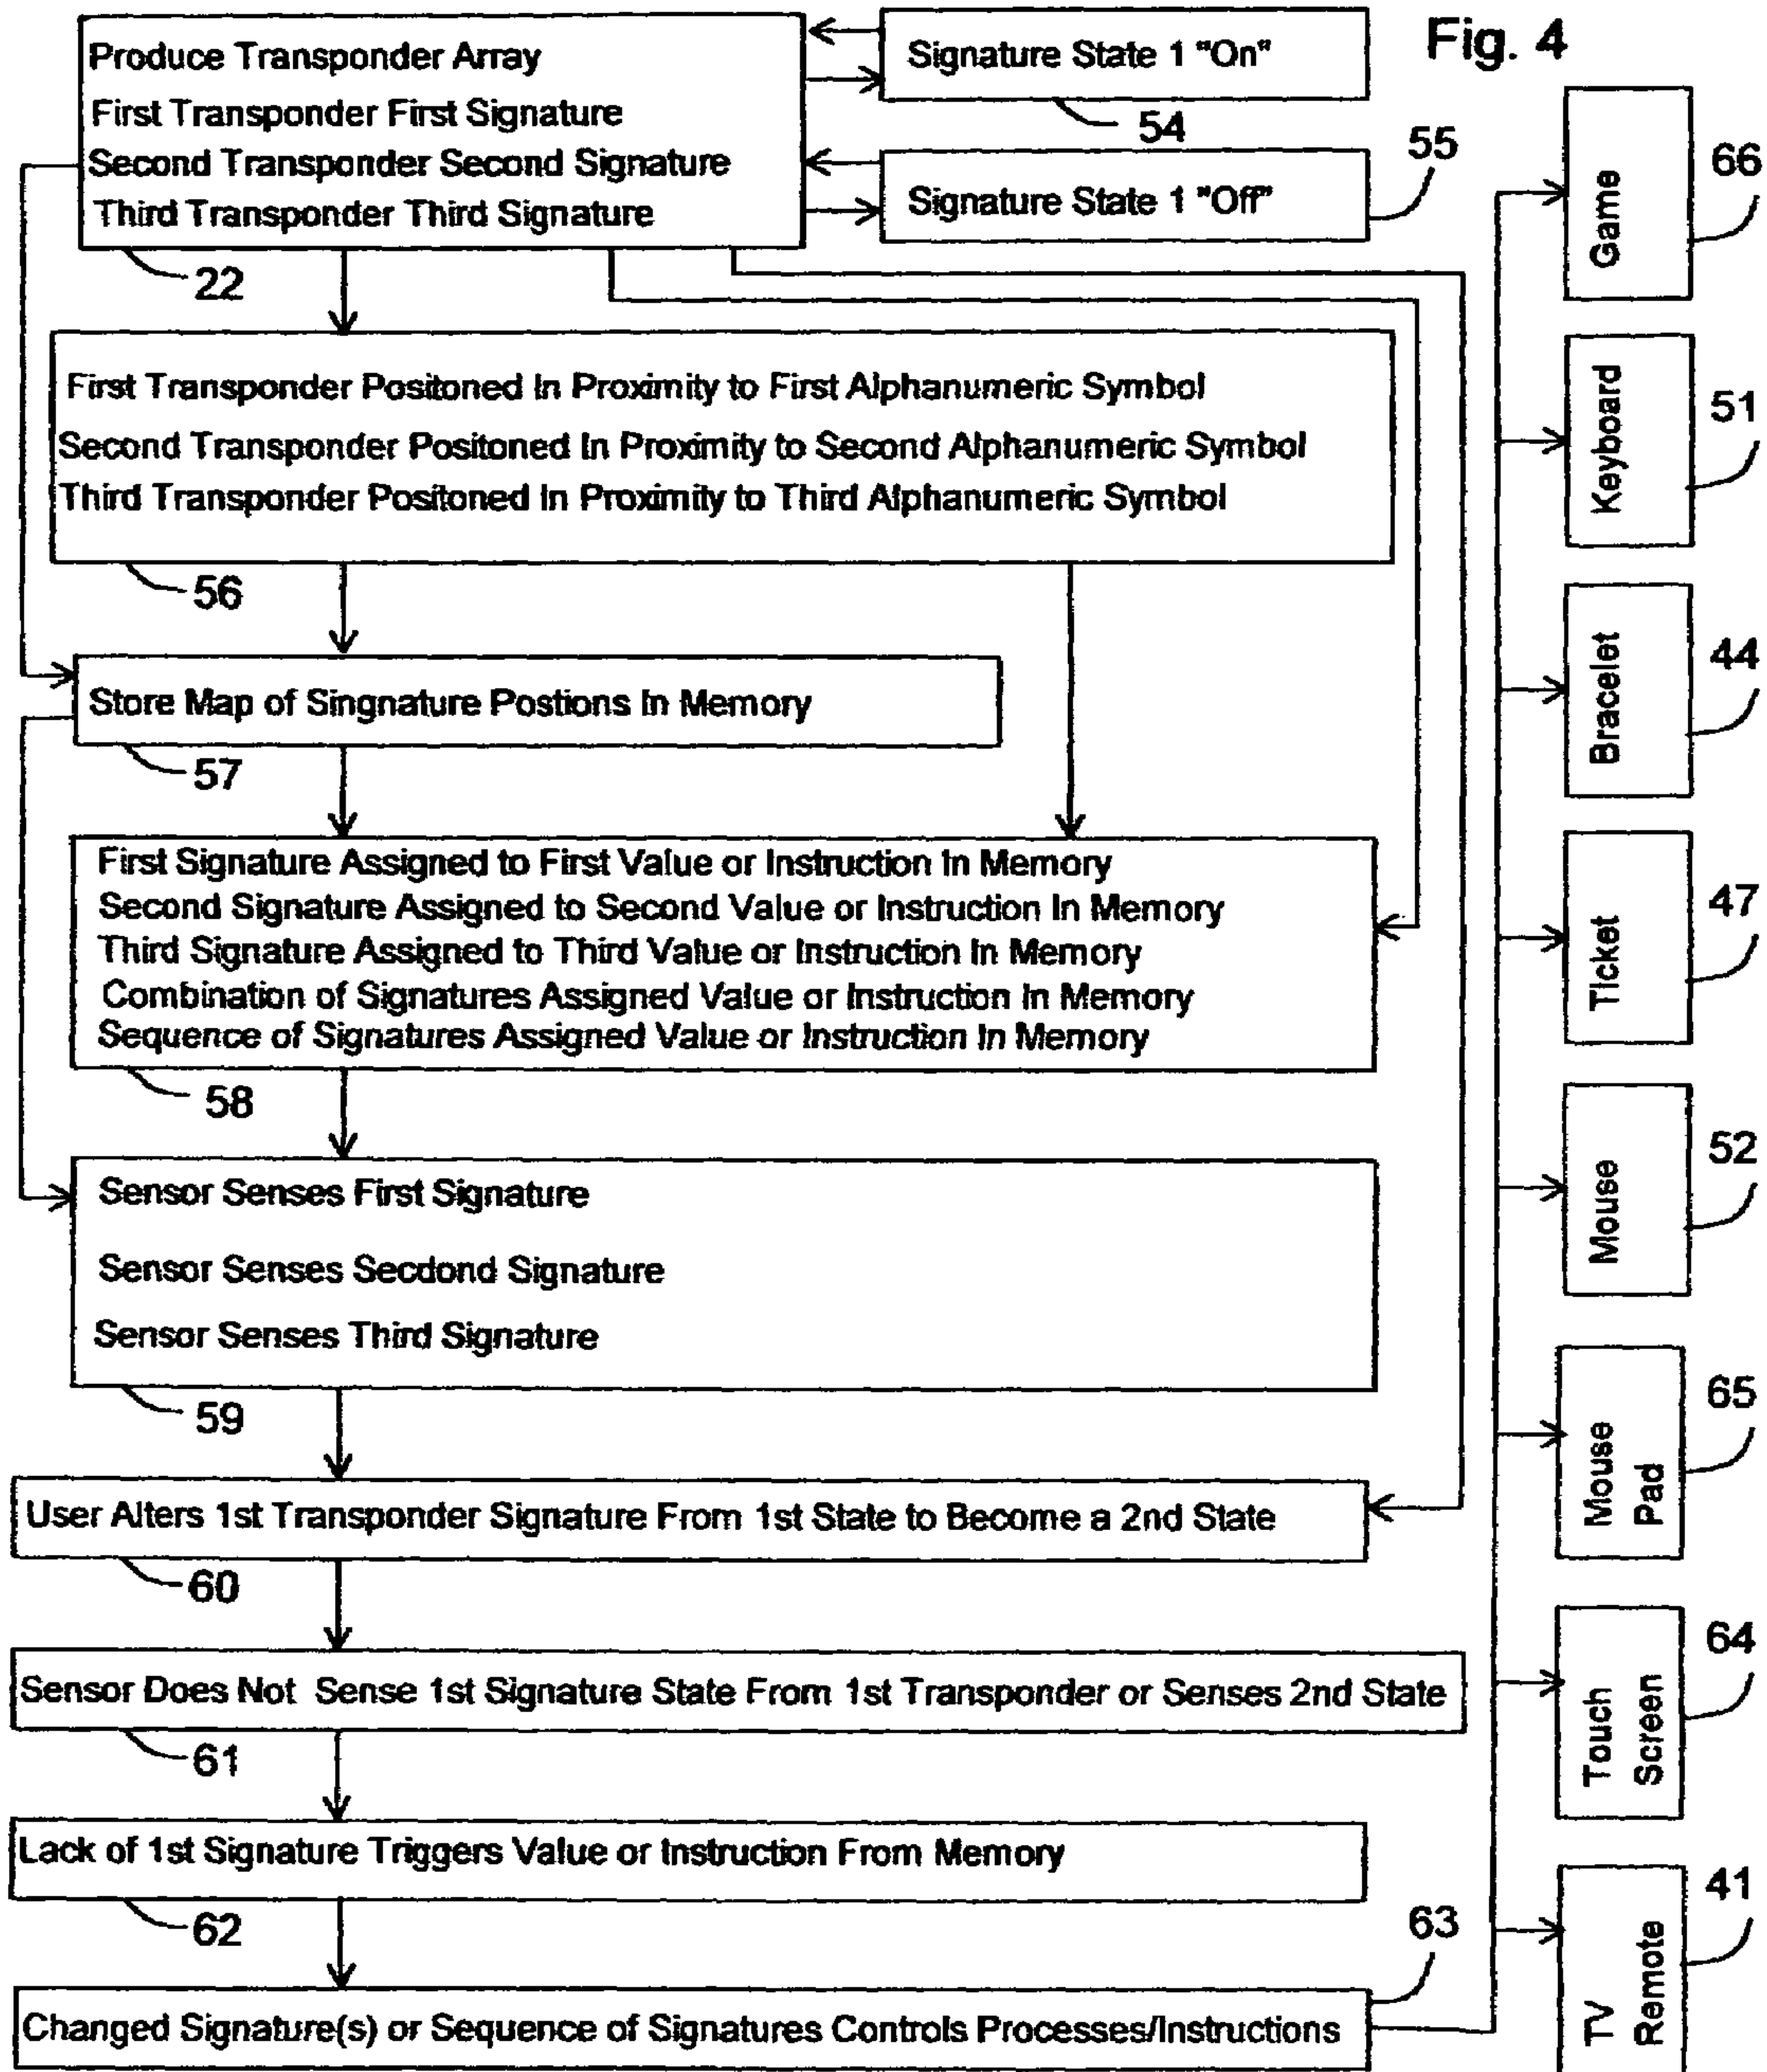 Fig. 4
Produce Transponder Array
First Transponder First Signature
Second Transponder Second Signature
Third Transponder Third Signature
22
Signature State 1 "On"
54
Signature State 1 "Off"
55
First Transponder Positoned In Proximity to First Alphanumeric Symbol
Second Transponder Positoned In Proximity to Second Alphanumeric Symbol
Third Transponder Positoned In Proximity to Third Alphanumeric Symbol
56
Store Map of Singnature Postions In Memory
57
First Signature Assigned to First Value or Instruction In Memory
Second Signature Assigned to Second Value or Instruction In Memory
Third Signature Assigned to Third Value or Instruction In Memory
Combination of Signatures Assigned Value or Instruction In Memory
Sequence of Signatures Assigned Value or Instruction In Memory
58
Sensor Senses First Signature
Sensor Senses Secdond Signature
Sensor Senses Third Signature
59
User Alters 1st Transponder Signature From 1st State to Become a 2nd State
60
Sensor Does Not Sense 1st Signature State From 1st Transponder or Senses 2nd State
61
Lack of 1st Signature Triggers Value or Instruction From Memory
62
Changed Signature(s) or Sequence of Signatures Controls Processes/Instructions
63
Game
66
Keyboard
51
Bracelet
44
Ticket
47
Mouse
52
Mouse
Pad
65
Touch
Screen
64
TV
Remote
41